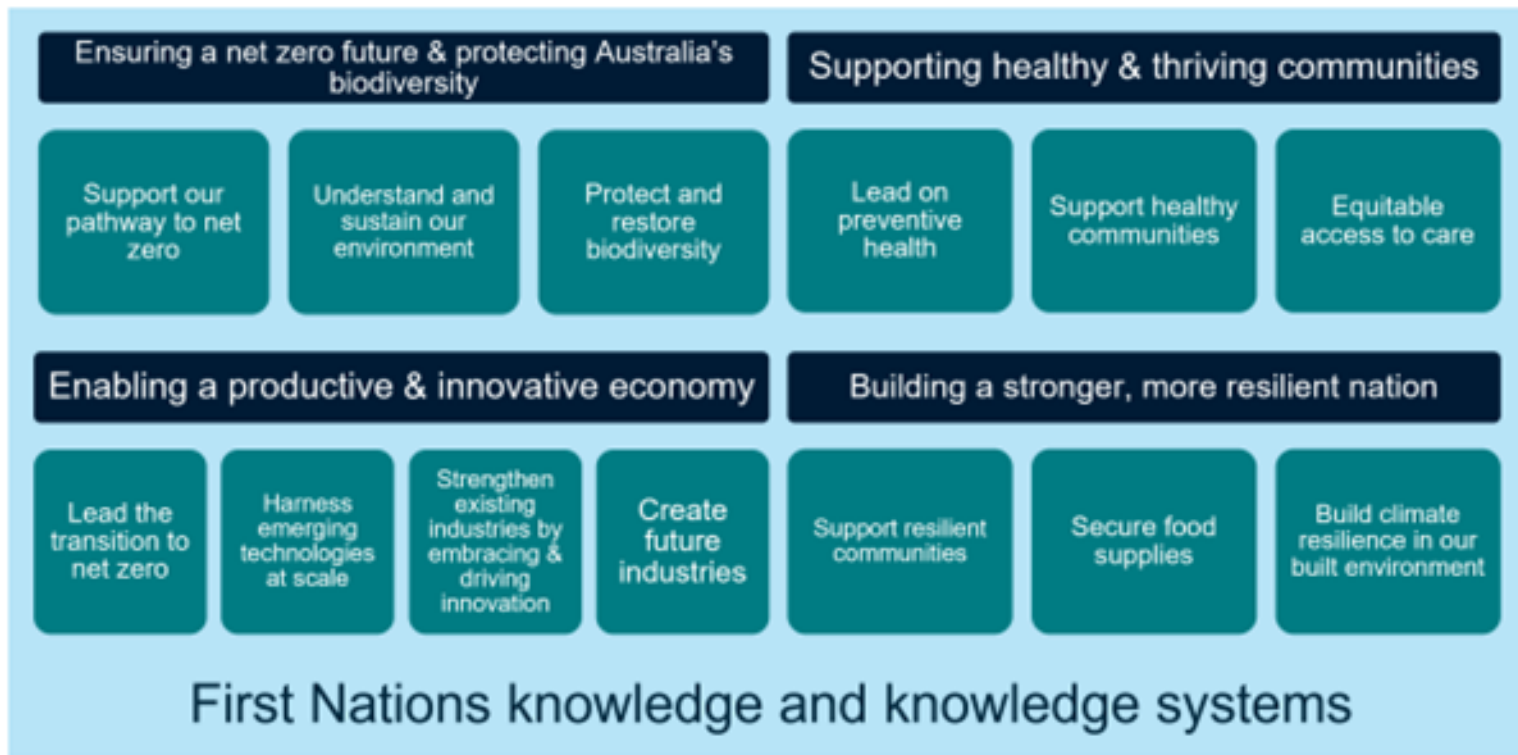 Ensuring a net zero future & protecting Australia's
biodiversity
Support our
pathway to net
zero
Understand and
sustain our
environment
Protect and
restore
biodiversity
Supporting healthy & thriving communities
Lead on
preventive
health
Support healthy
communities
Equitable
access to care
Enabling a productive & innovative economy
Lead the
transition to
net zero
Harness
emerging
technologies
at scale
Strengthen
existing
industries by
embracing &
driving
innovation
Create
future
industries
Building a stronger, more resilient nation
Support resilient
communities
Secure food
supplies
Build climate
resilience in our
built environment
First Nations knowledge and knowledge systems